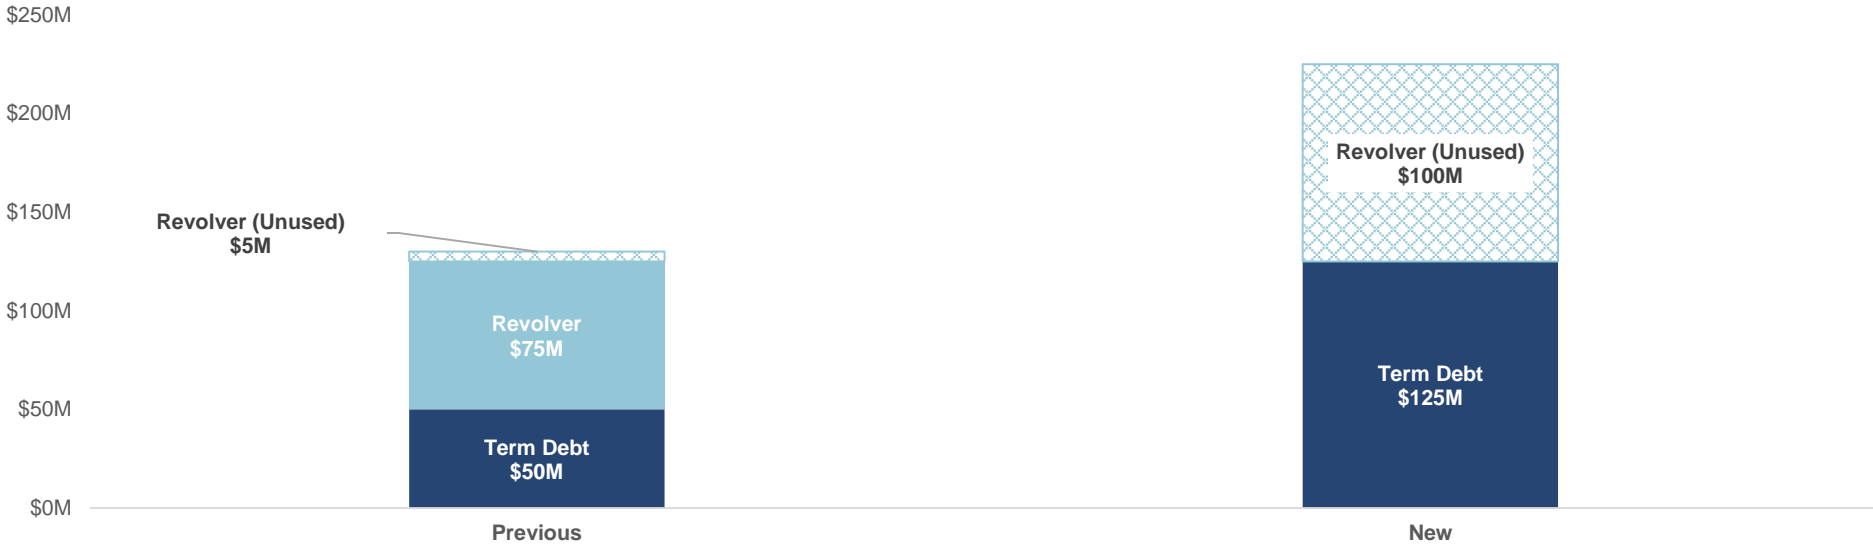 $250M
$200M
$150M
$100M
$50M
$0M
Revolver (Unused)
$5M
Revolver
$75M
Term Debt
$50M
Previous
Revolver (Unused)
$100M
Term Debt
$125M
New